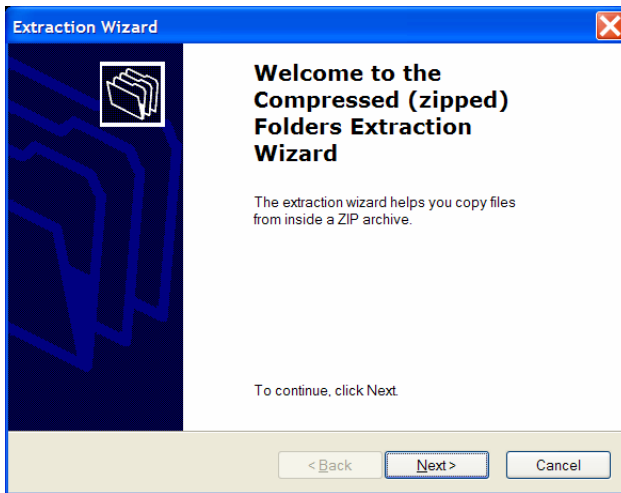 Extraction Wizard
Welcome to the
Compressed (zipped)
Folders Extraction
Wizard
The extraction wizard helps you copy files
from inside a ZIP archive.
To continue, click Next.
< Back
Next >
Cancel